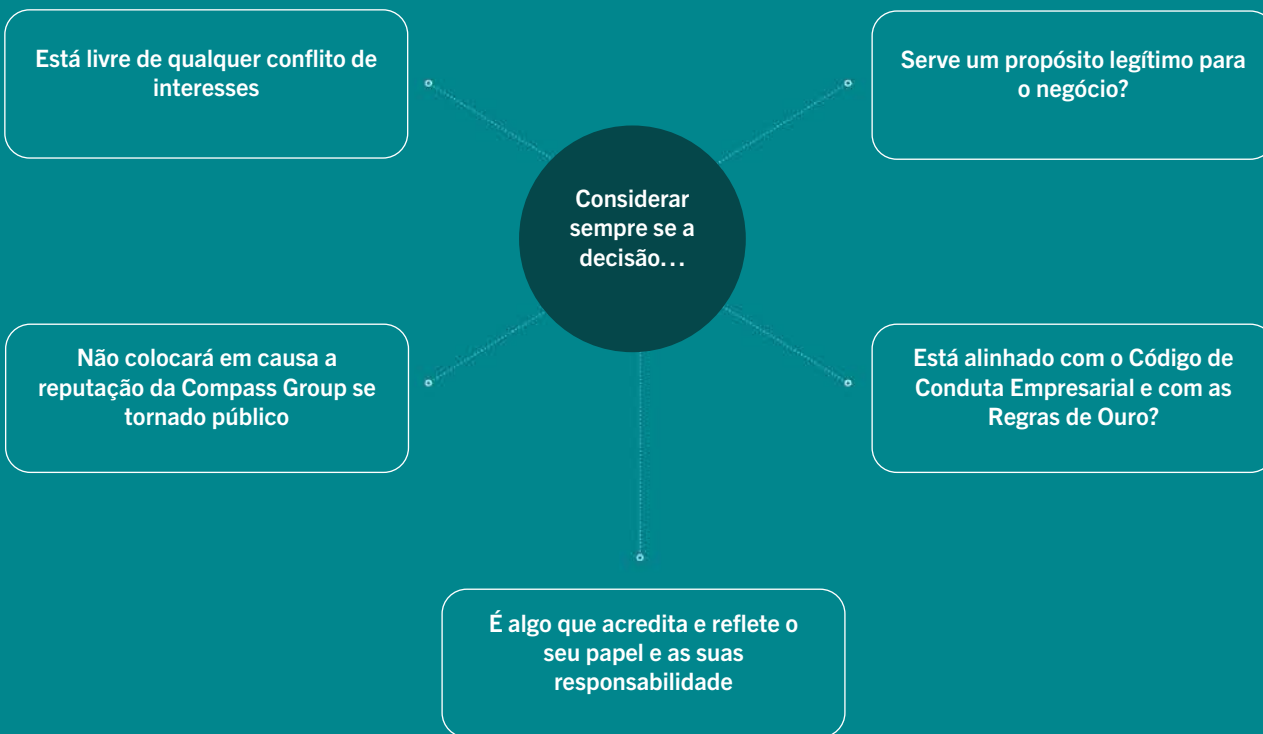 Está livre de qualquer conflito de
interesses
Serve um propósito legítimo para
o negócio?
Considerar
sempre se a
decisão...
Não colocará em causa a
reputação da Compass Group se
tornado público
Está alinhado com o Código de
Conduta Empresarial e com as
Regras de Ouro?
É algo que acredita e reflete o
seu papel e as suas
responsabilidade